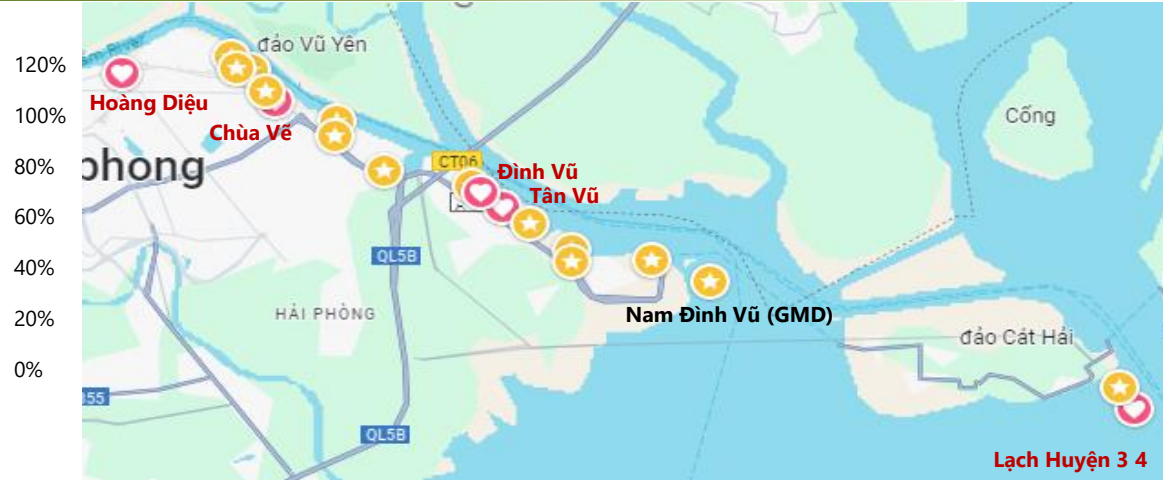 đảo Vũ Yên
120%
Hoàng Diệu
100%
Cống
Chùa Vẽ
phong
80%
CT06
Đình Vũ
Tân Vũ
60%
QL5B
40%
HẢI PHÒNG
Nam Đình Vũ (GMD)
20%
đảo Cát Hải
0%
QL5B
Lạch Huyện 3 4